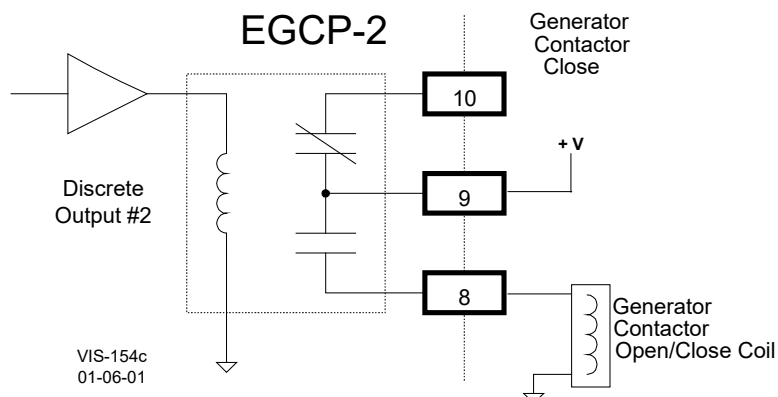 EGCP-2
Generator
Contactor
Close
10
+ V
9
Discrete
Output #2
8
Generator
Contactor
Open/Close Coil
VIS-154c
01-06-01